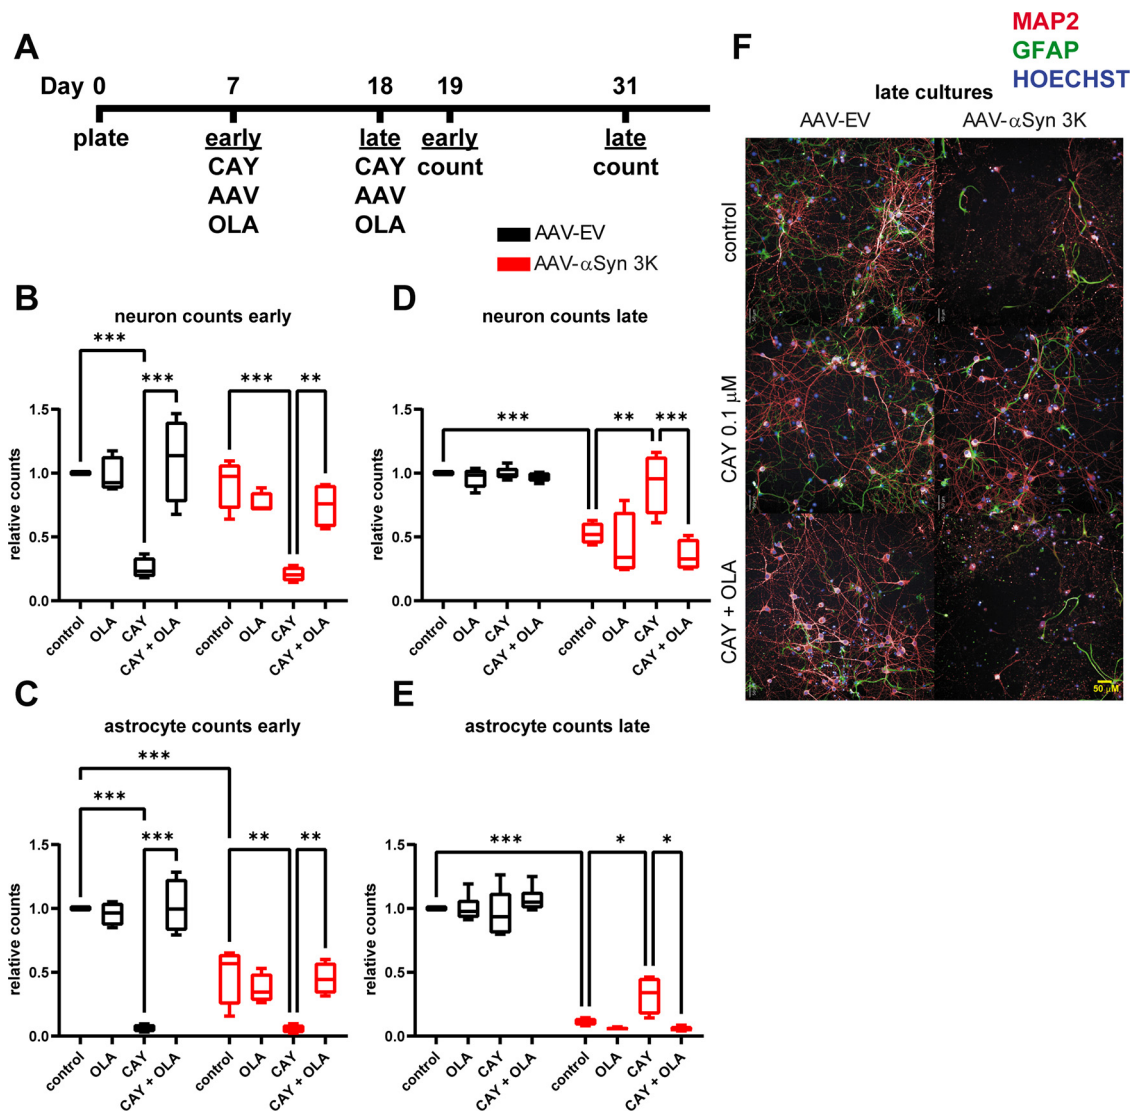 A
Day 0 7 18 19 31
plate early late early late
CAY CAY count count
AAV AAV
OLA OLA
AAV-EV
AAV-αSyn 3K
B
neuron counts early
***
***
***
**
relative counts
1.5
1.0
0.5
0.0
control
OLA
CAY
CAY + OLA
control
OLA
CAY
CAY + OLA
D
neuron counts late
***
**
***
relative counts
1.5
1.0
0.5
0.0
control
OLA
CAY
CAY + OLA
control
OLA
CAY
CAY + OLA
C
astrocyte counts early
***
***
***
**
**
relative counts
1.5
1.0
0.5
0.0
control
OLA
CAY
CAY + OLA
control
OLA
CAY
CAY + OLA
E
astrocyte counts late
***
*
*
relative counts
1.5
1.0
0.5
0.0
control
OLA
CAY
CAY + OLA
control
OLA
CAY
CAY + OLA
F
MAP2
GFAP
HOECHST
late cultures
AAV-EV
AAV-αSyn 3K
control
CAY 0.1 μM
CAY + OLA
50 μM